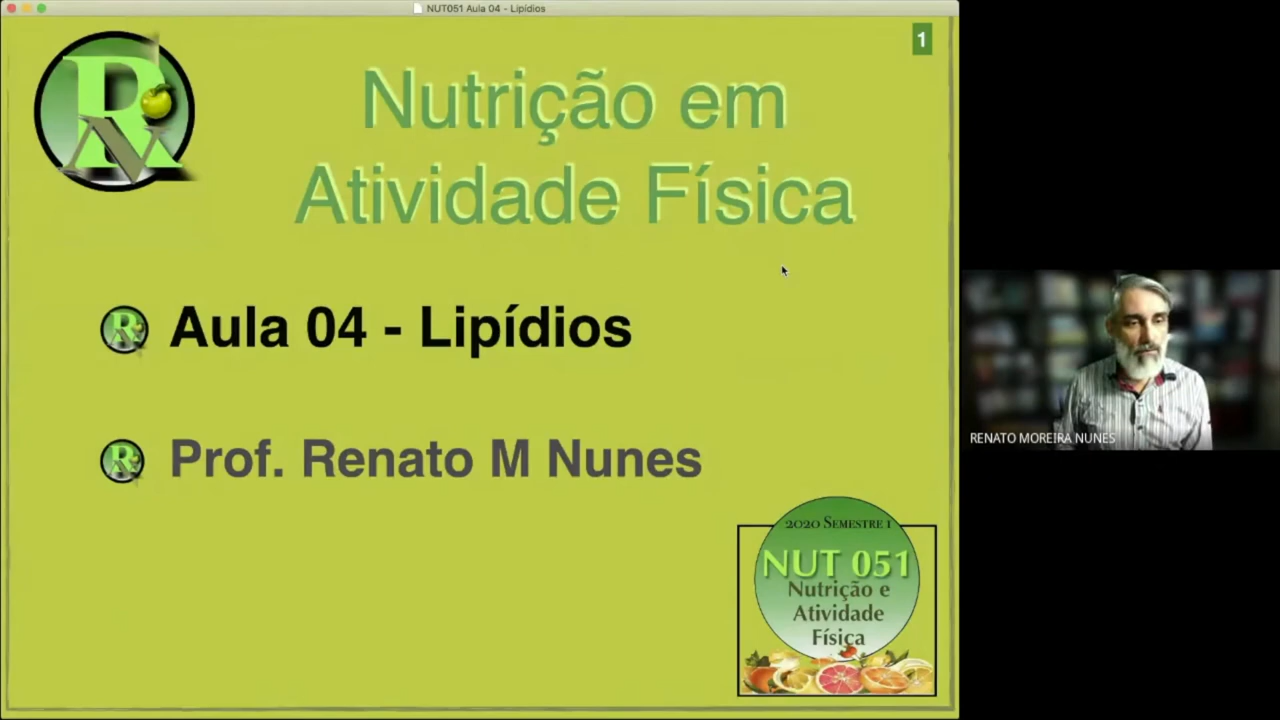 NUT051 Aula 04 - Lipídios
1
Nutrição em
Atividade Física
Aula 04 - Lipídios
Prof. Renato M Nunes
RENATO MOREIRA NUNES
2020 Semestre 1
NUT 051
Nutrição e
Atividade
Física